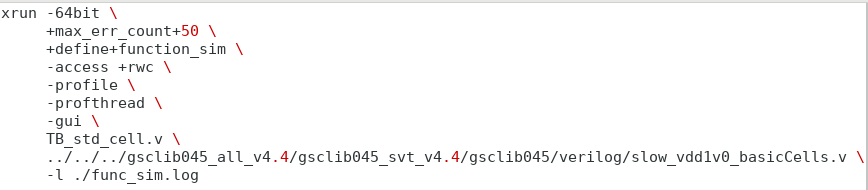 xrun -64bit \
+max_err_count+50 \
+define+function_sim \
-access +rwc \
-profile \
-profthread \
-gui \
TB_std_cell.v \
../../../gsclib045_all_v4.4/gsclib045_svt_v4.4/gsclib045/verilog/slow_vdd1v0_basicCells.v \
-l ./func_sim.log